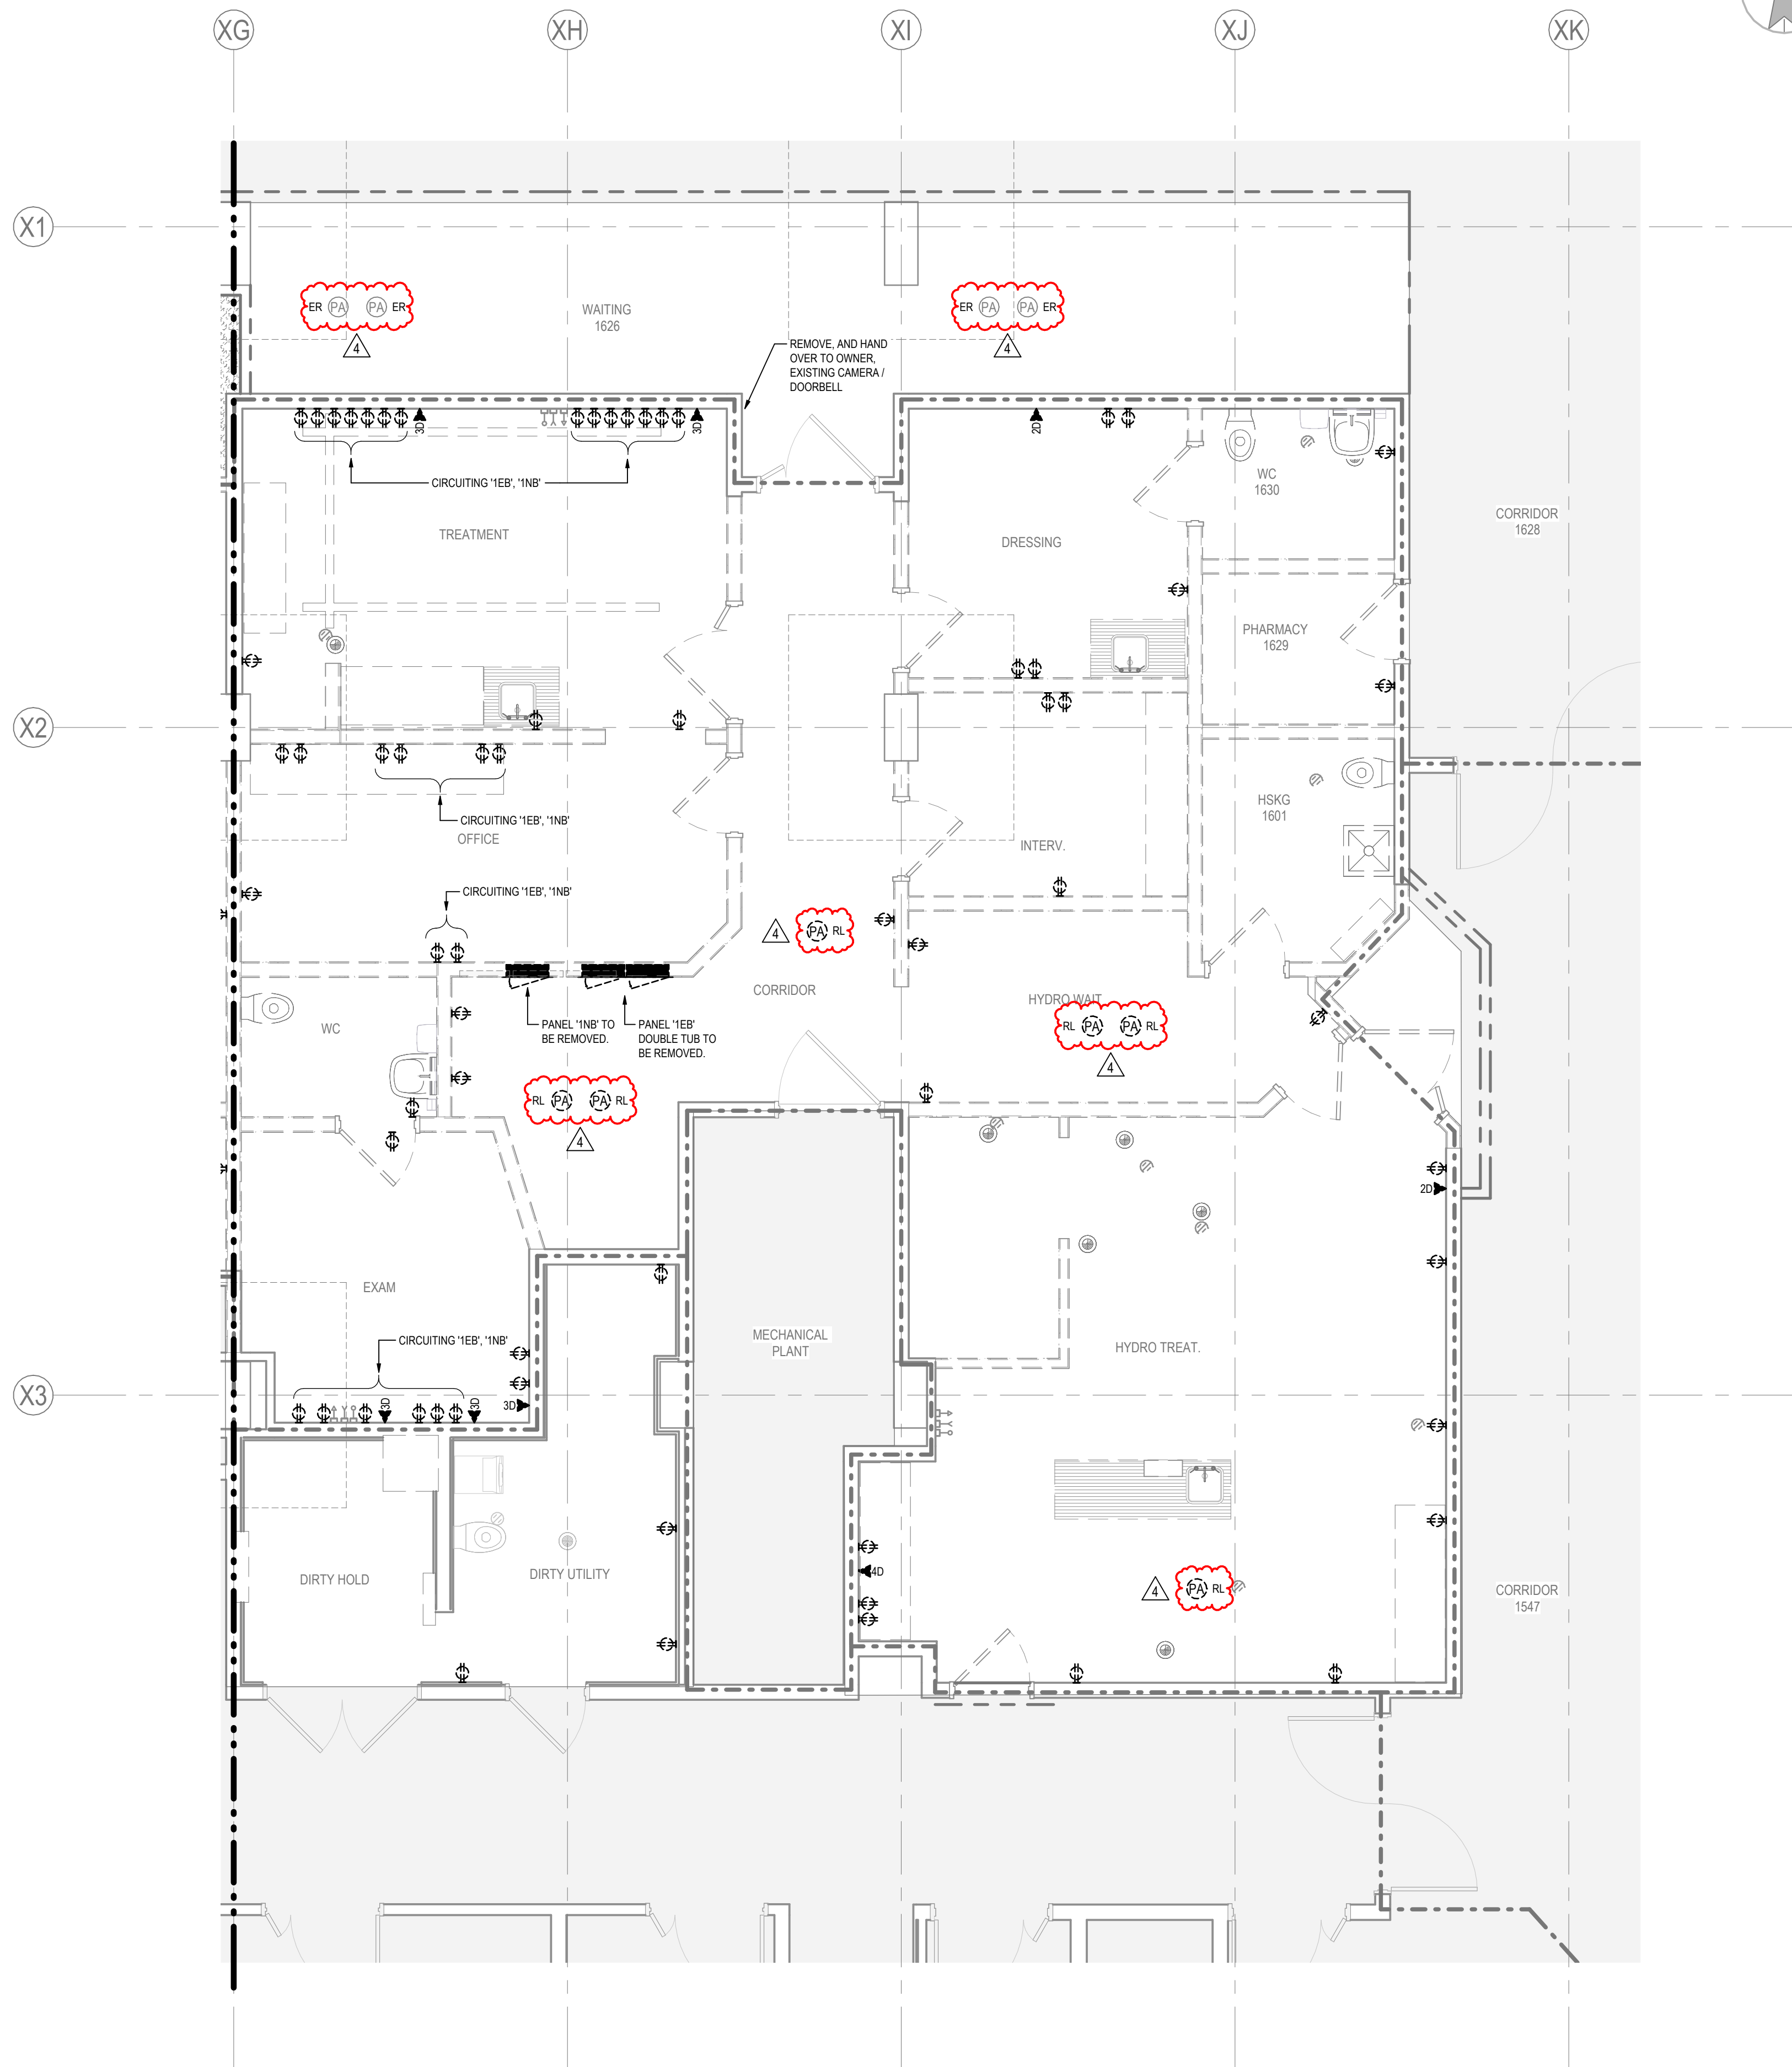 XG
XH
XI
XJ
XK
X1
ER PA PA ER
4
WAITING
1626
ER PA PA ER
4
REMOVE, AND HAND
OVER TO OWNER,
EXISTING CAMERA /
DOORBELL
3D
3D
2D
CIRCUITING '1EB', '1NB'
WC
1630
CORRIDOR
1628
TREATMENT
DRESSING
PHARMACY
1629
X2
CIRCUITING '1EB', '1NB'
OFFICE
HSKG
1601
INTERV.
CIRCUITING '1EB', '1NB'
4
PA RL
CORRIDOR
HYDRO WAIT
WC
PANEL '1NB' TO
BE REMOVED.
PANEL '1EB'
DOUBLE TUB TO
BE REMOVED.
RL PA PA RL
4
RL PA PA RL
4
2D
EXAM
CIRCUITING '1EB', '1NB'
MECHANICAL
PLANT
HYDRO TREAT.
X3
3D
3D
3D
4D
DIRTY HOLD
DIRTY UTILITY
4
PA RL
CORRIDOR
1547